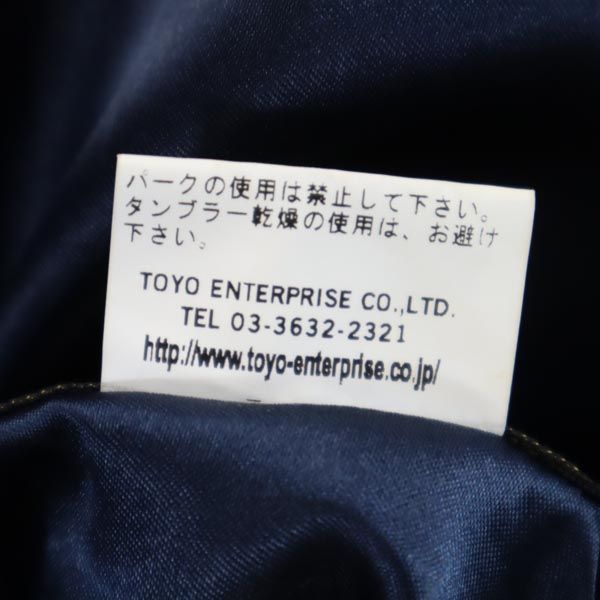 パークの使用は禁止して下さい。
タンブラー乾燥の使用は、お避け
下さい。
TOYO ENTERPRISE CO.,LTD.
TEL 03-3632-2321
http://www.toyo-enterprise.co.jp/